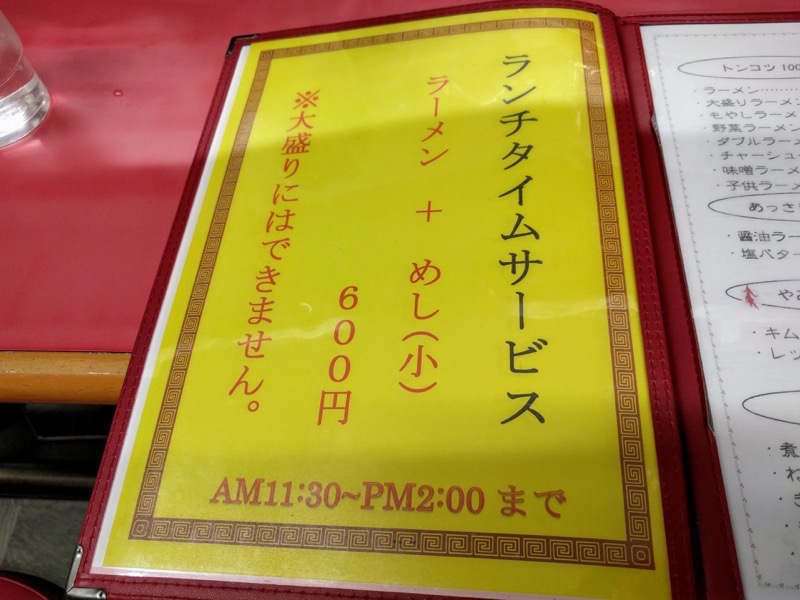 ランチタイムサービス
ラーメン ＋ めし(小)
６００円
※大盛りにはできません。
AM11:30~PM2:00 まで
トンコツ 100
・ラーメン………
・大盛りラーメン
・もやしラーメ
・野菜ラーメン
・ダブルラーメ
・チャーシュ
・味噌ラーメ
・子供ラーメ
あっさ
・醤油ラー
・塩バター
や
・キム
・レッ
・煮
・ね